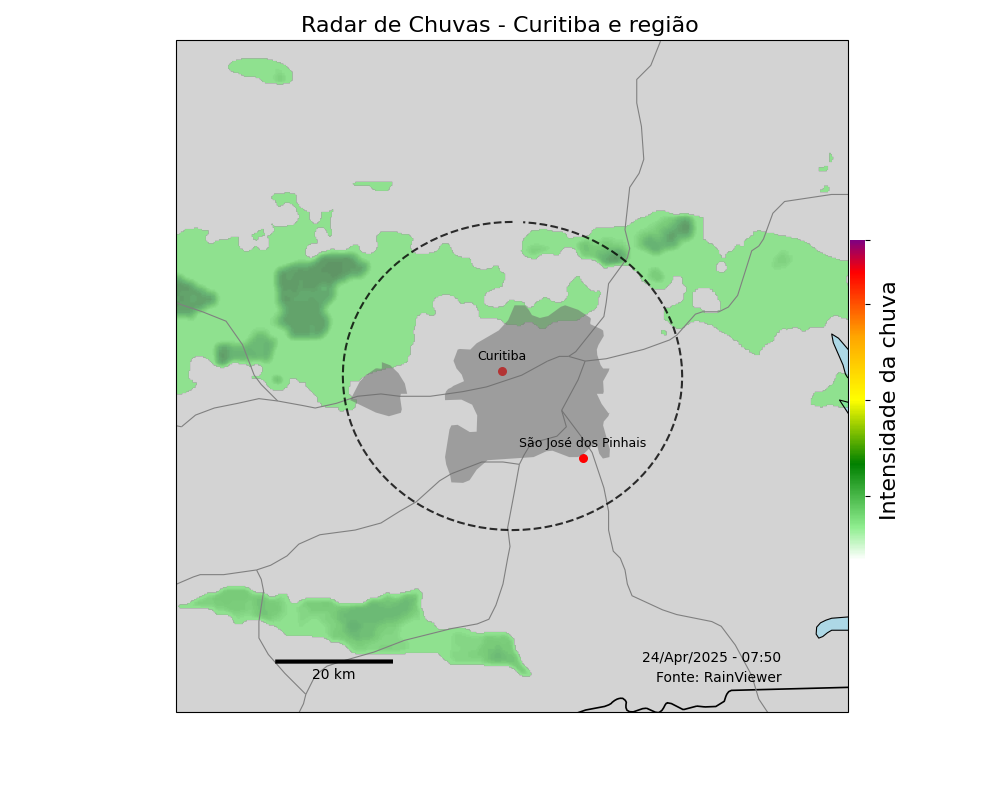 Radar de Chuvas - Curitiba e região
Curitiba
São José dos Pinhais
Intensidade da chuva
24/Apr/2025 - 07:50
Fonte: RainViewer
20 km